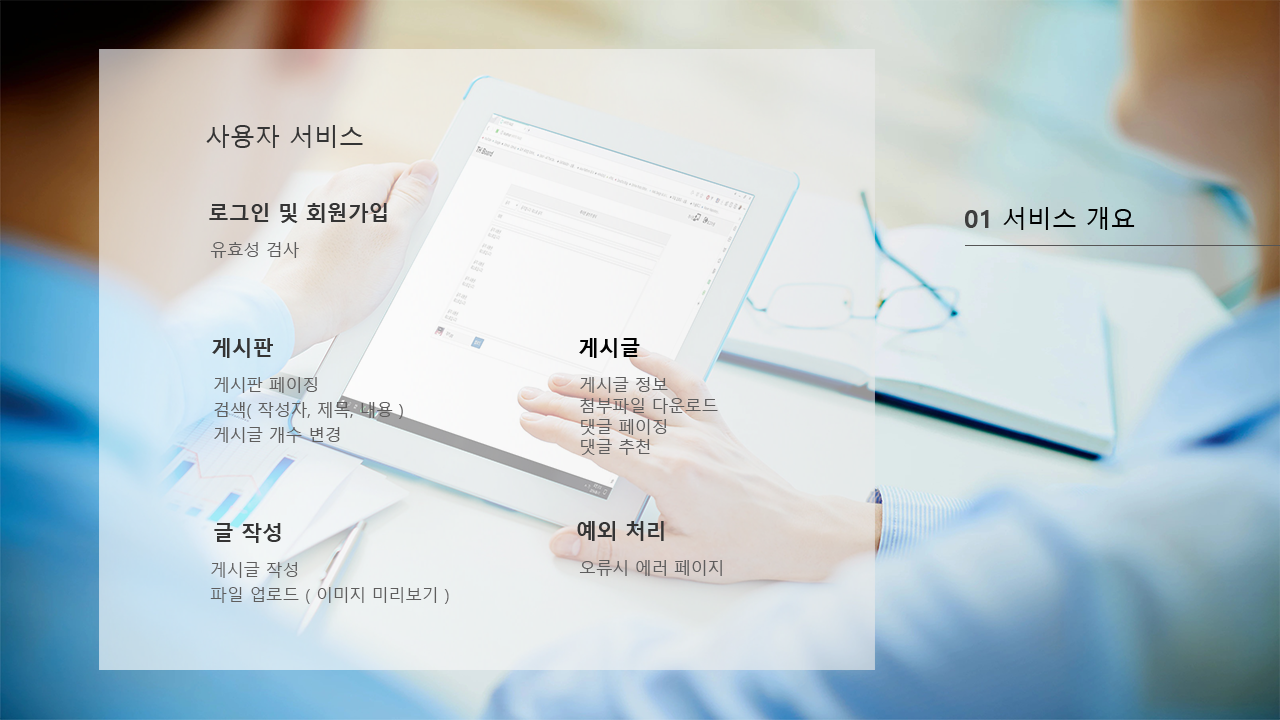 사용자 서비스
로그인 및 회원가입
유효성 검사
게시판
게시판 페이징
검색( 작성자, 제목, 내용 )
게시글 개수 변경
게시글
게시글 정보
첨부파일 다운로드
댓글 페이징
댓글 추천
글 작성
게시글 작성
파일 업로드 ( 이미지 미리보기 )
예외 처리
오류시 에러 페이지
01 서비스 개요